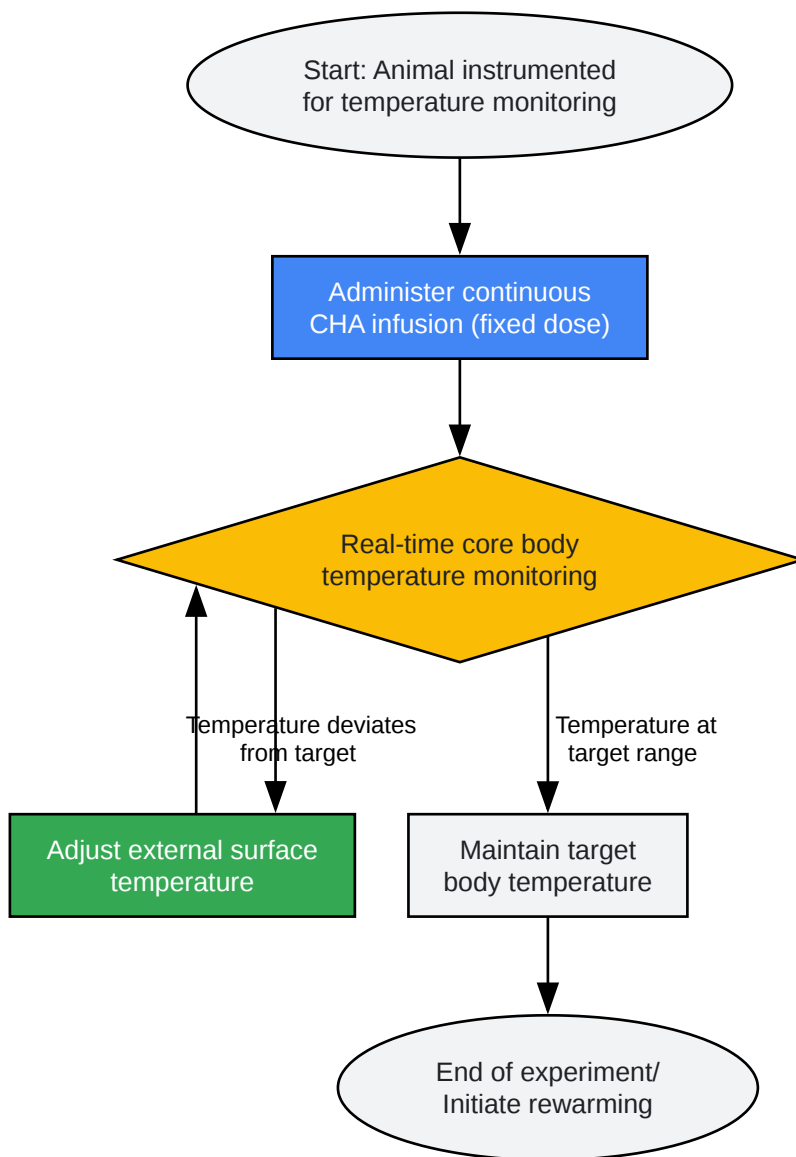 Start: Animal instrumented
for temperature monitoring
Administer continuous
CHA infusion (fixed dose)
Real-time core body
temperature monitoring
Temperature deviates
from target
Temperature at
target range
Adjust external surface
temperature
Maintain target
body temperature
End of experiment/
Initiate rewarming